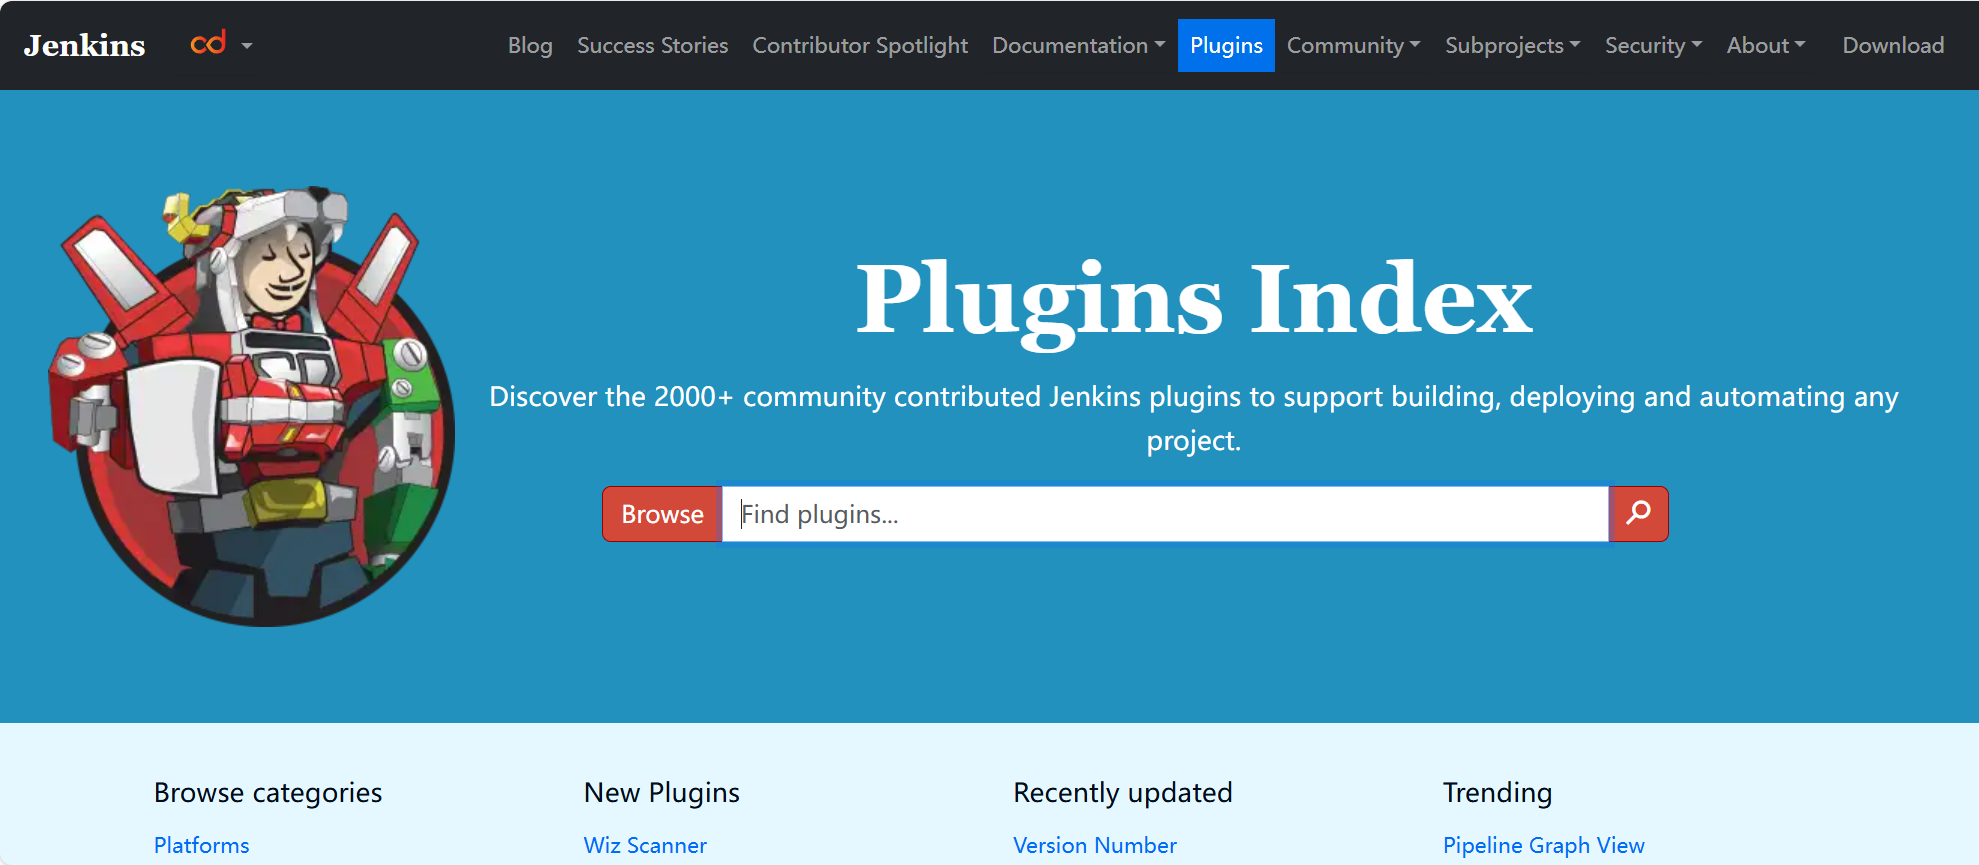 Jenkins cd Blog Success Stories Contributor Spotlight Documentation Plugins Community Subprojects Security About Download
Plugins Index
Discover the 2000+ community contributed Jenkins plugins to support building, deploying and automating any
project.
Browse Find plugins...
Browse categories New Plugins Recently updated Trending
Platforms Wiz Scanner Version Number Pipeline Graph View